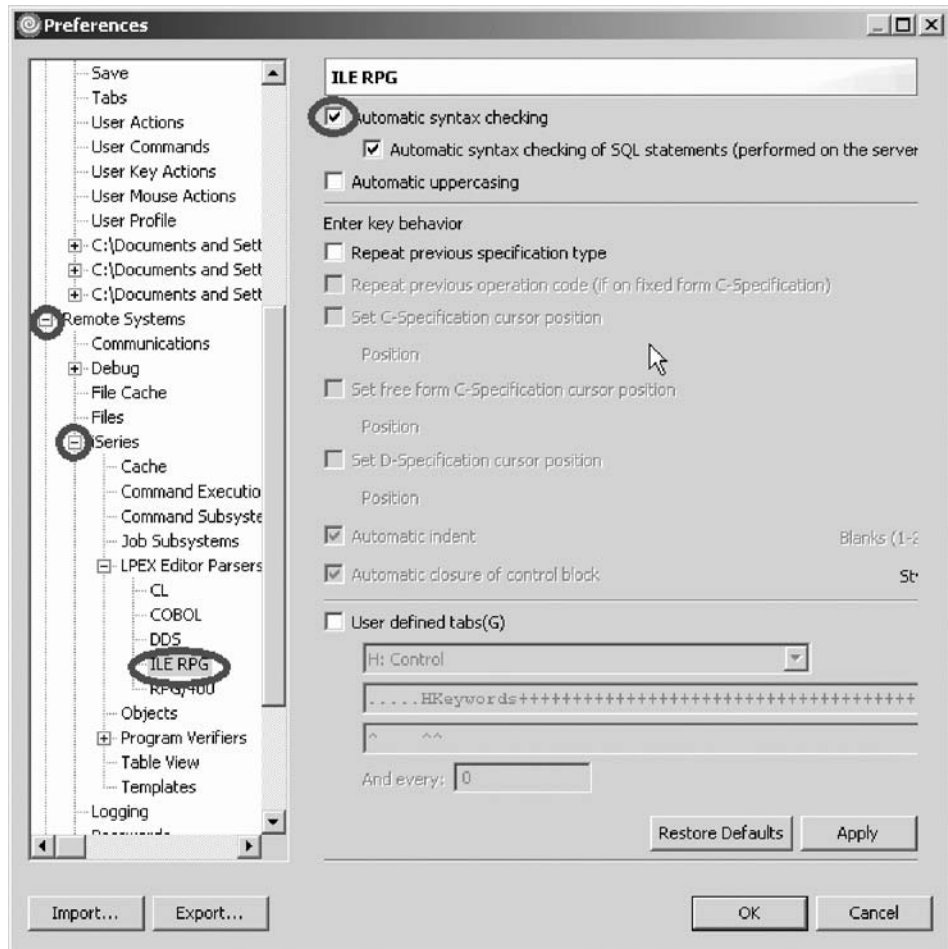 Preferences
Save
Tabs
User Actions
User Commands
User Key Actions
User Mouse Actions
User Profile
C:\Documents and Sett
C:\Documents and Sett
C:\Documents and Sett
Remote Systems
Communications
Debug
File Cache
Files
iSeries
Cache
Command Executio
Command Subsyste
Job Subsystems
LPEX Editor Parsers
CL
COBOL
DDS
ILE RPG
RPG/400
Objects
Program Verifiers
Table View
Templates
Logging
Passwords
ILE RPG
Automatic syntax checking
Automatic syntax checking of SQL statements (performed on the server
Automatic uppercasing
Enter key behavior
Repeat previous specification type
Repeat previous operation code (if on fixed form C-Specification)
Set C-Specification cursor position
Position
Set free form C-Specification cursor position
Position
Set D-Specification cursor position
Position
Automatic indent Blanks (1-2
Automatic closure of control block St
User defined tabs(G)
H: Control
.....HKeywords++++++++++++++++++++++++++++++++++++++
^ ^^
And every: 0
Restore Defaults Apply
Import... Export... OK Cancel